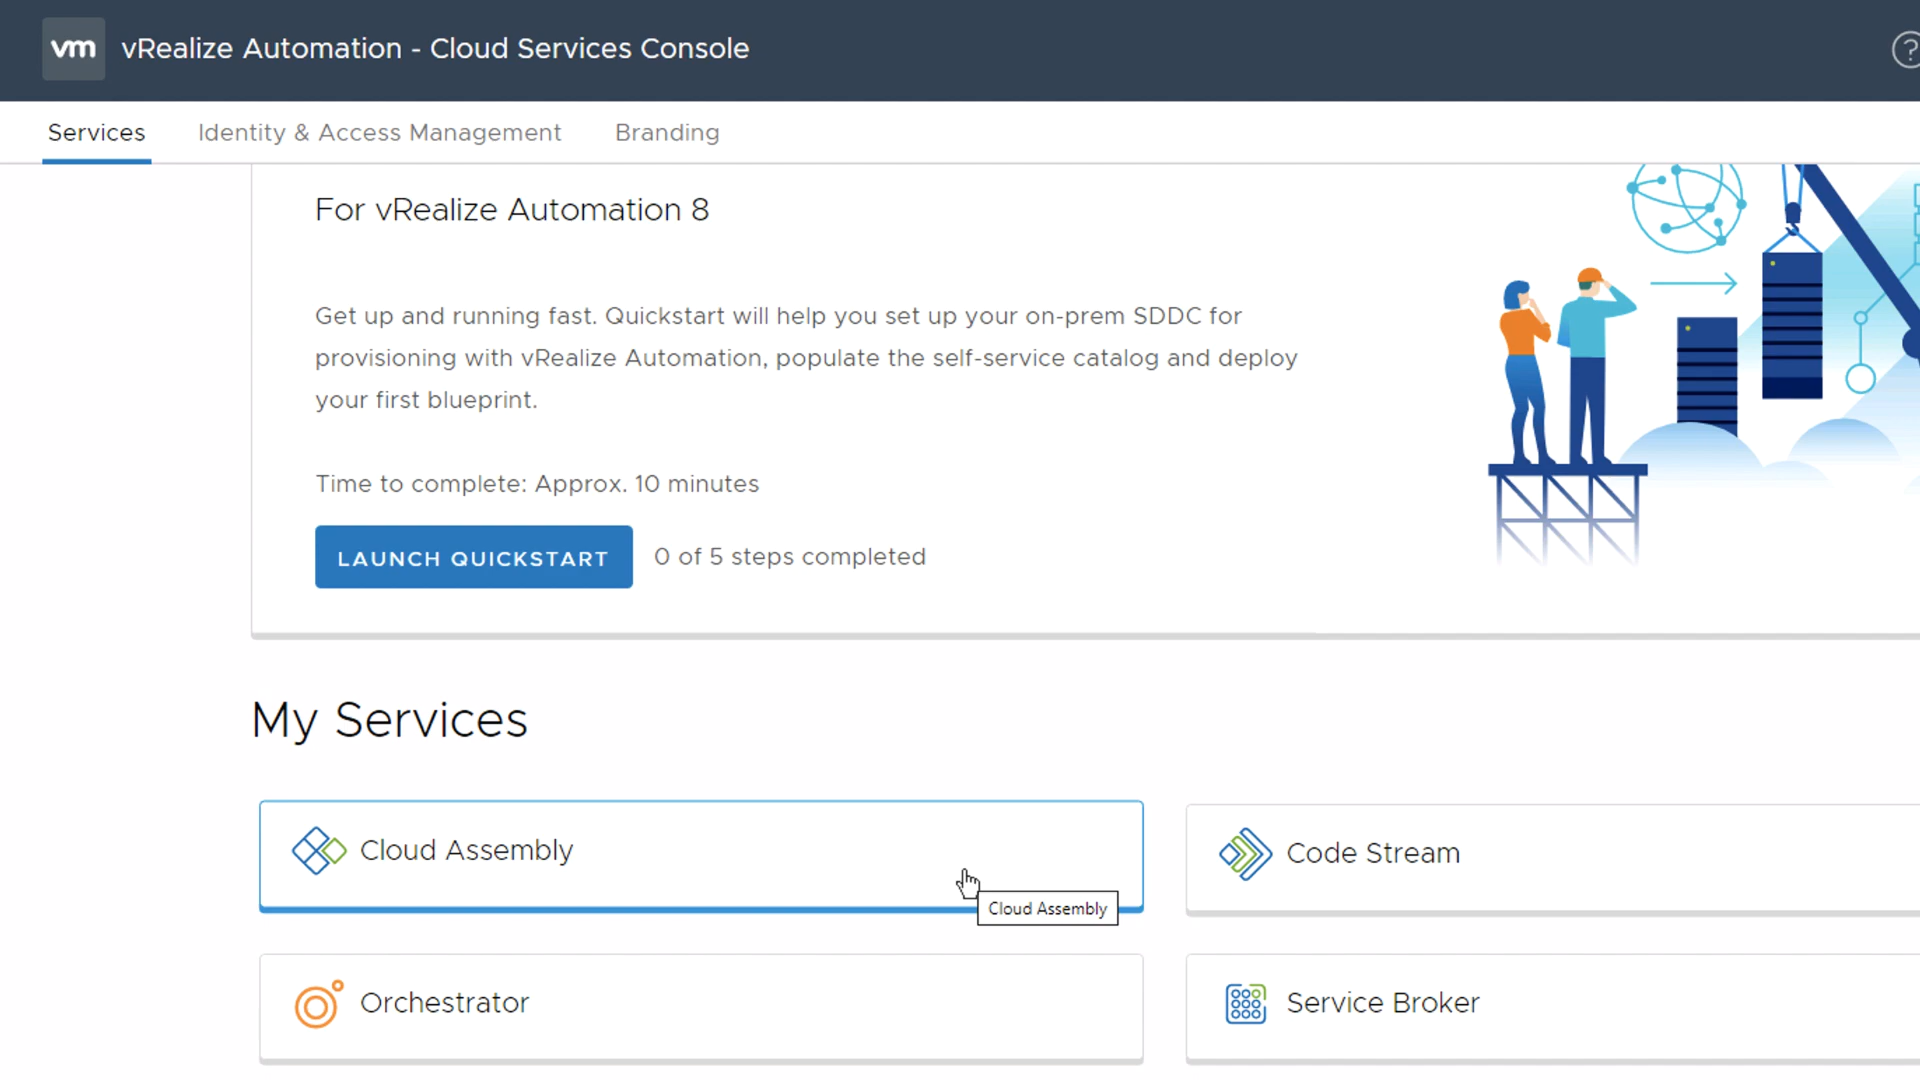 vm vRealize Automation - Cloud Services Console
?
Services Identity & Access Management Branding
For vRealize Automation 8
Get up and running fast. Quickstart will help you set up your on-prem SDDC for
provisioning with vRealize Automation, populate the self-service catalog and deploy
your first blueprint.
Time to complete: Approx. 10 minutes
LAUNCH QUICKSTART 0 of 5 steps completed
My Services
Cloud Assembly
Code Stream
Cloud Assembly
Orchestrator
Service Broker